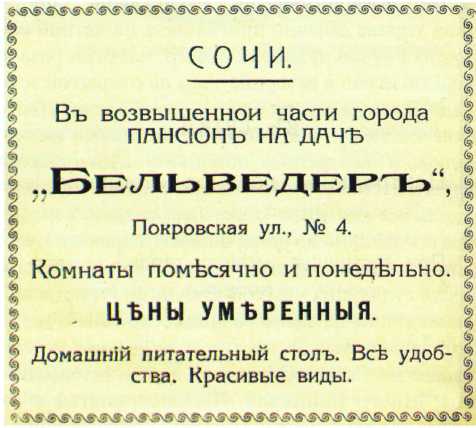 СОЧИ.
Въ возвышенной части города
ПАНСІОНЪ НА ДАЧѢ
„БЕЛЬВЕДЕРЪ“,
Покровская ул., № 4.
Комнаты помѣсячно и понедѣльно.
ЦѢНЫ УМѢРЕННЫЯ.
Домашній питательный столъ. Всѣ удоб-
ства. Красивые виды.